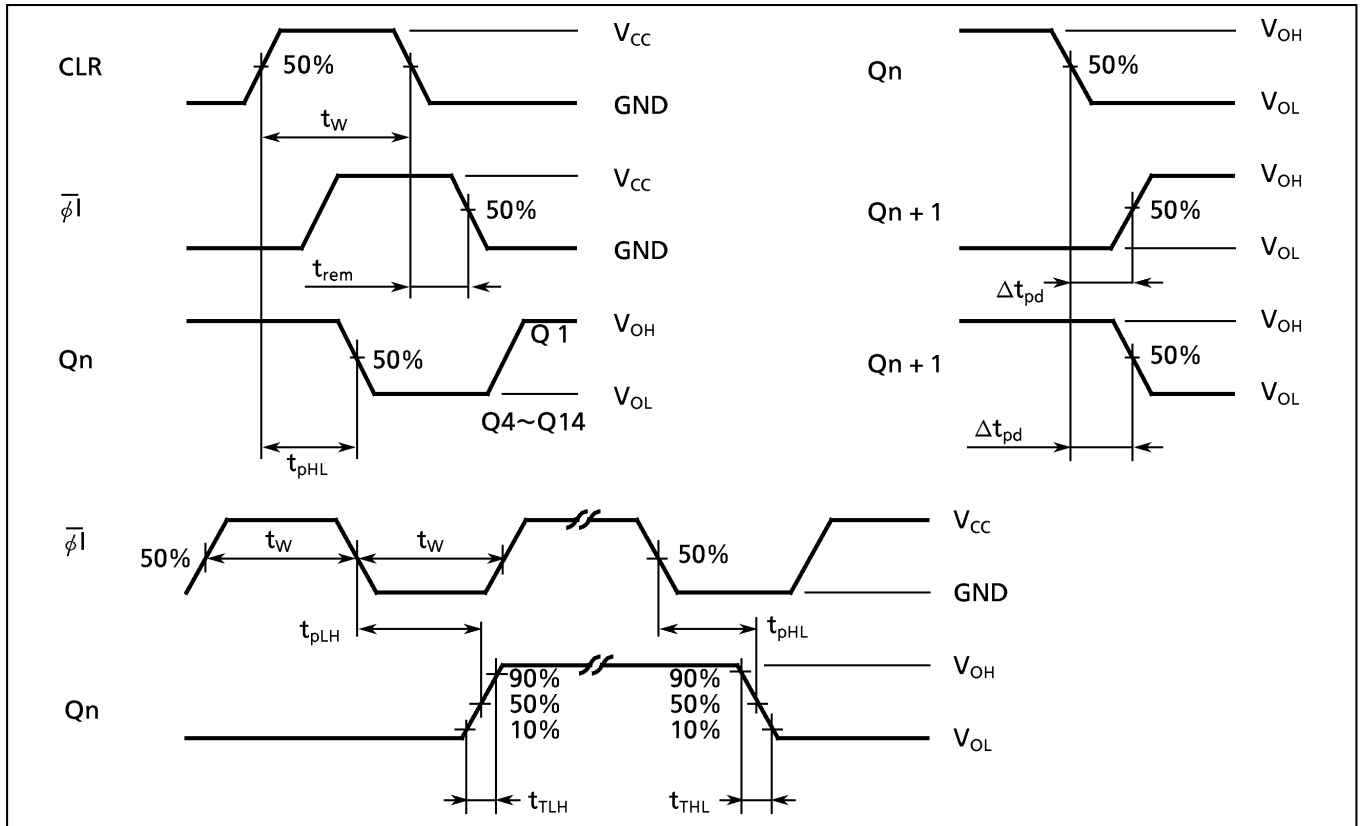 CLR
50%
V_CC
GND
t_W
φ̅I
50%
V_CC
GND
t_rem
Qn
50%
Q 1
V_OH
V_OL
Q4~Q14
t_pHL
Qn
50%
V_OH
V_OL
Qn + 1
50%
V_OH
V_OL
Δt_pd
Qn + 1
50%
V_OH
V_OL
Δt_pd
φ̅I
50%
t_W
t_W
50%
V_CC
GND
t_pLH
t_pHL
Qn
90%
50%
10%
90%
50%
10%
V_OH
V_OL
t_TLH
t_THL